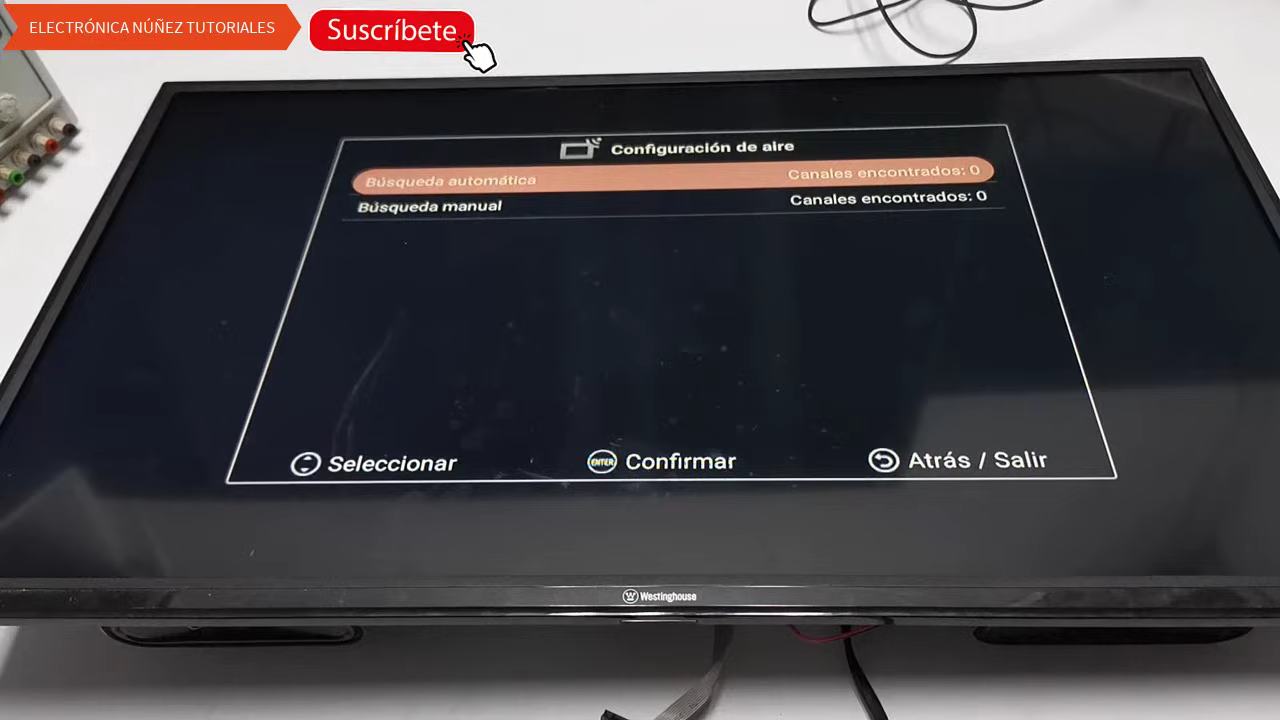 ELECTRÓNICA NÚÑEZ TUTORIALES
Suscríbete
Configuración de aire
Búsqueda automática Canales encontrados: 0
Búsqueda manual Canales encontrados: 0
Seleccionar ENTER Confirmar Atrás / Salir
W Westinghouse